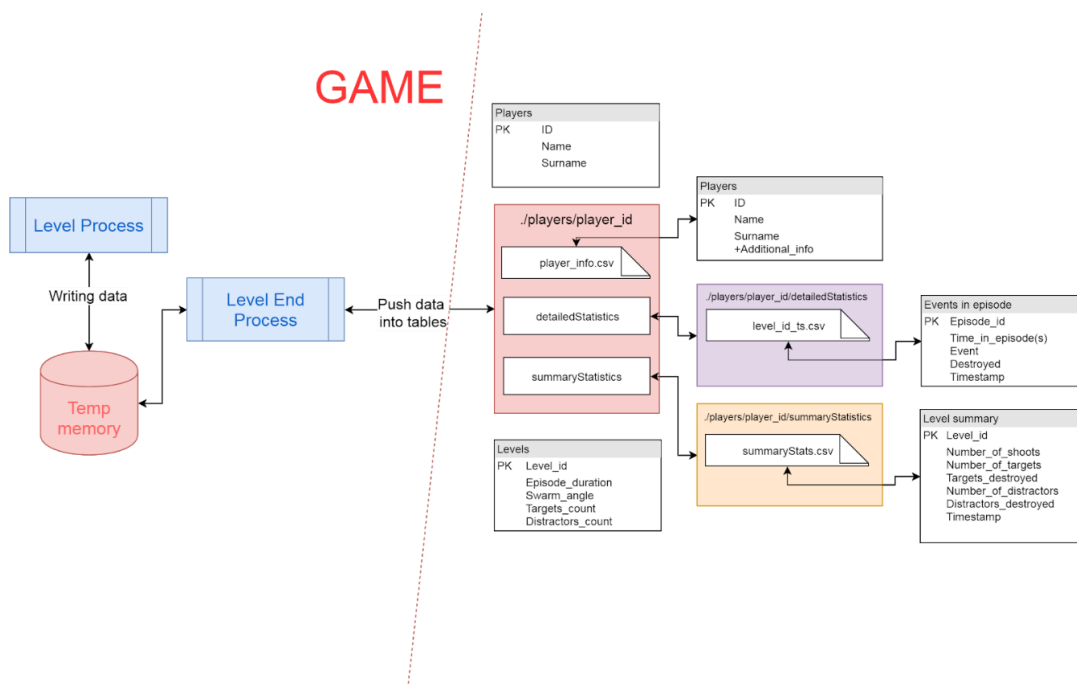 GAME
Level Process
Writing data
Temp
memory
Level End
Process
Push data
into tables
Players
PK ID
Name
Surname
./players/player_id
player_info.csv
detailedStatistics
summaryStatistics
Levels
PK Level_id
Episode_duration
Swarm_angle
Targets_count
Distractors_count
Players
PK ID
Name
Surname
+Additional_info
./players/player_id/detailedStatistics
level_id_ts.csv
./players/player_id/summaryStatistics
summaryStats.csv
Events in episode
PK Episode_id
Time_in_episode(s)
Event
Destroyed
Timestamp
Level summary
PK Level_id
Number_of_shoots
Number_of_targets
Targets_destroyed
Number_of_distractors
Distractors_destroyed
Timestamp